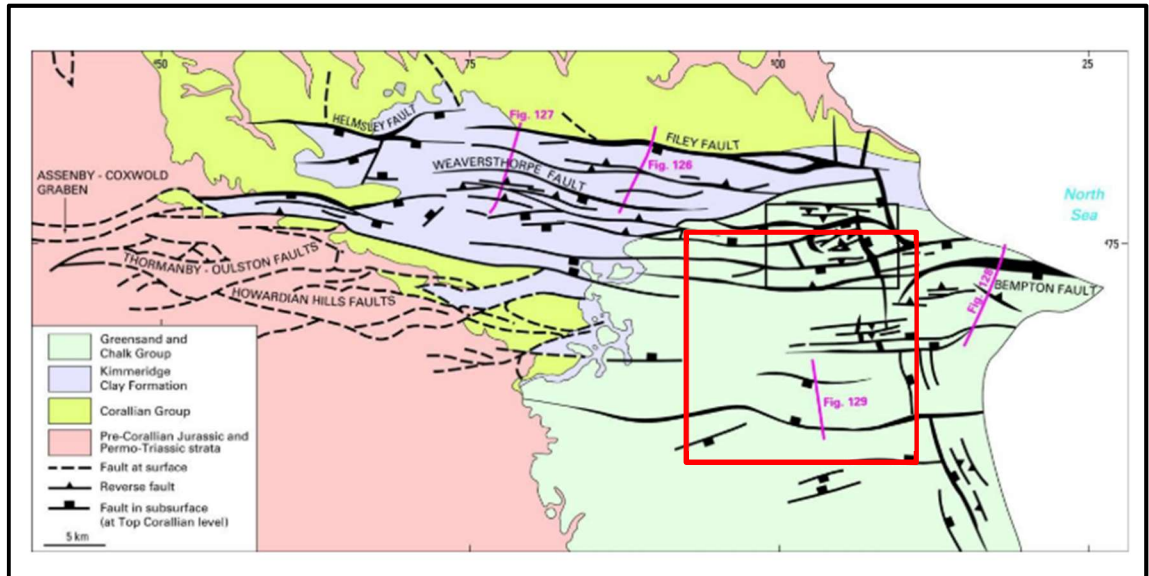 50
75
100
25
Fig. 127
HELMSLEY FAULT
FILEY FAULT
WEAVERSTHORPE FAULT
Fig. 126
ASSENBY - COXWOLD
GRABEN
North
Sea
75
THORMANBY - OULSTON FAULTS
HOWARDIAN HILLS FAULTS
Fig. 128
BEMPTON FAULT
Fig. 129
Greensand and
Chalk Group
Kimmeridge
Clay Formation
Corallian Group
Pre-Corallian Jurassic and
Permo-Triassic strata
Fault at surface
Reverse fault
Fault in subsurface
(at Top Corallian level)
5 km